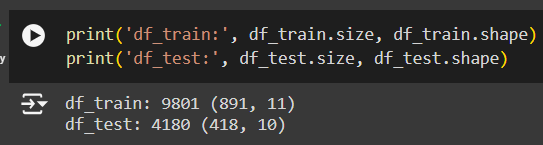 print('df_train:', df_train.size, df_train.shape)
print('df_test:', df_test.size, df_test.shape)
y
df_train: 9801 (891, 11)
df_test: 4180 (418, 10)